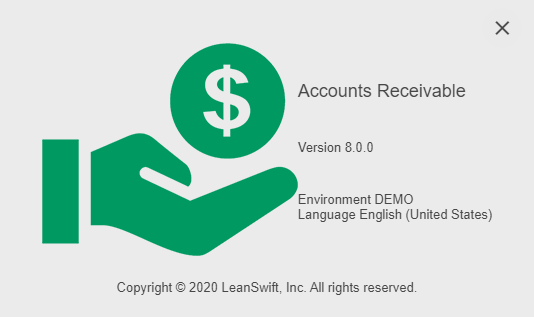 $
Accounts Receivable
Version 8.0.0
Environment DEMO
Language English (United States)
Copyright © 2020 LeanSwift, Inc. All rights reserved.